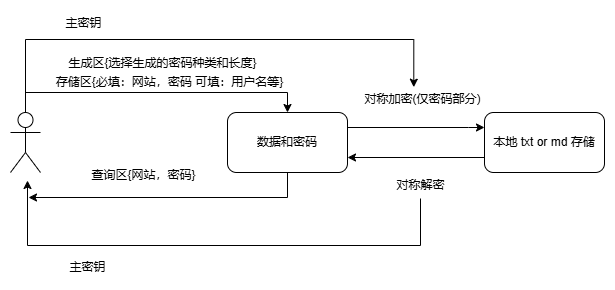 主密钥
生成区{选择生成的密码种类和长度}
存储区{必填：网站，密码 可填：用户名等}
对称加密(仅密码部分)
数据和密码
本地 txt or md 存储
查询区{网站，密码}
对称解密
主密钥